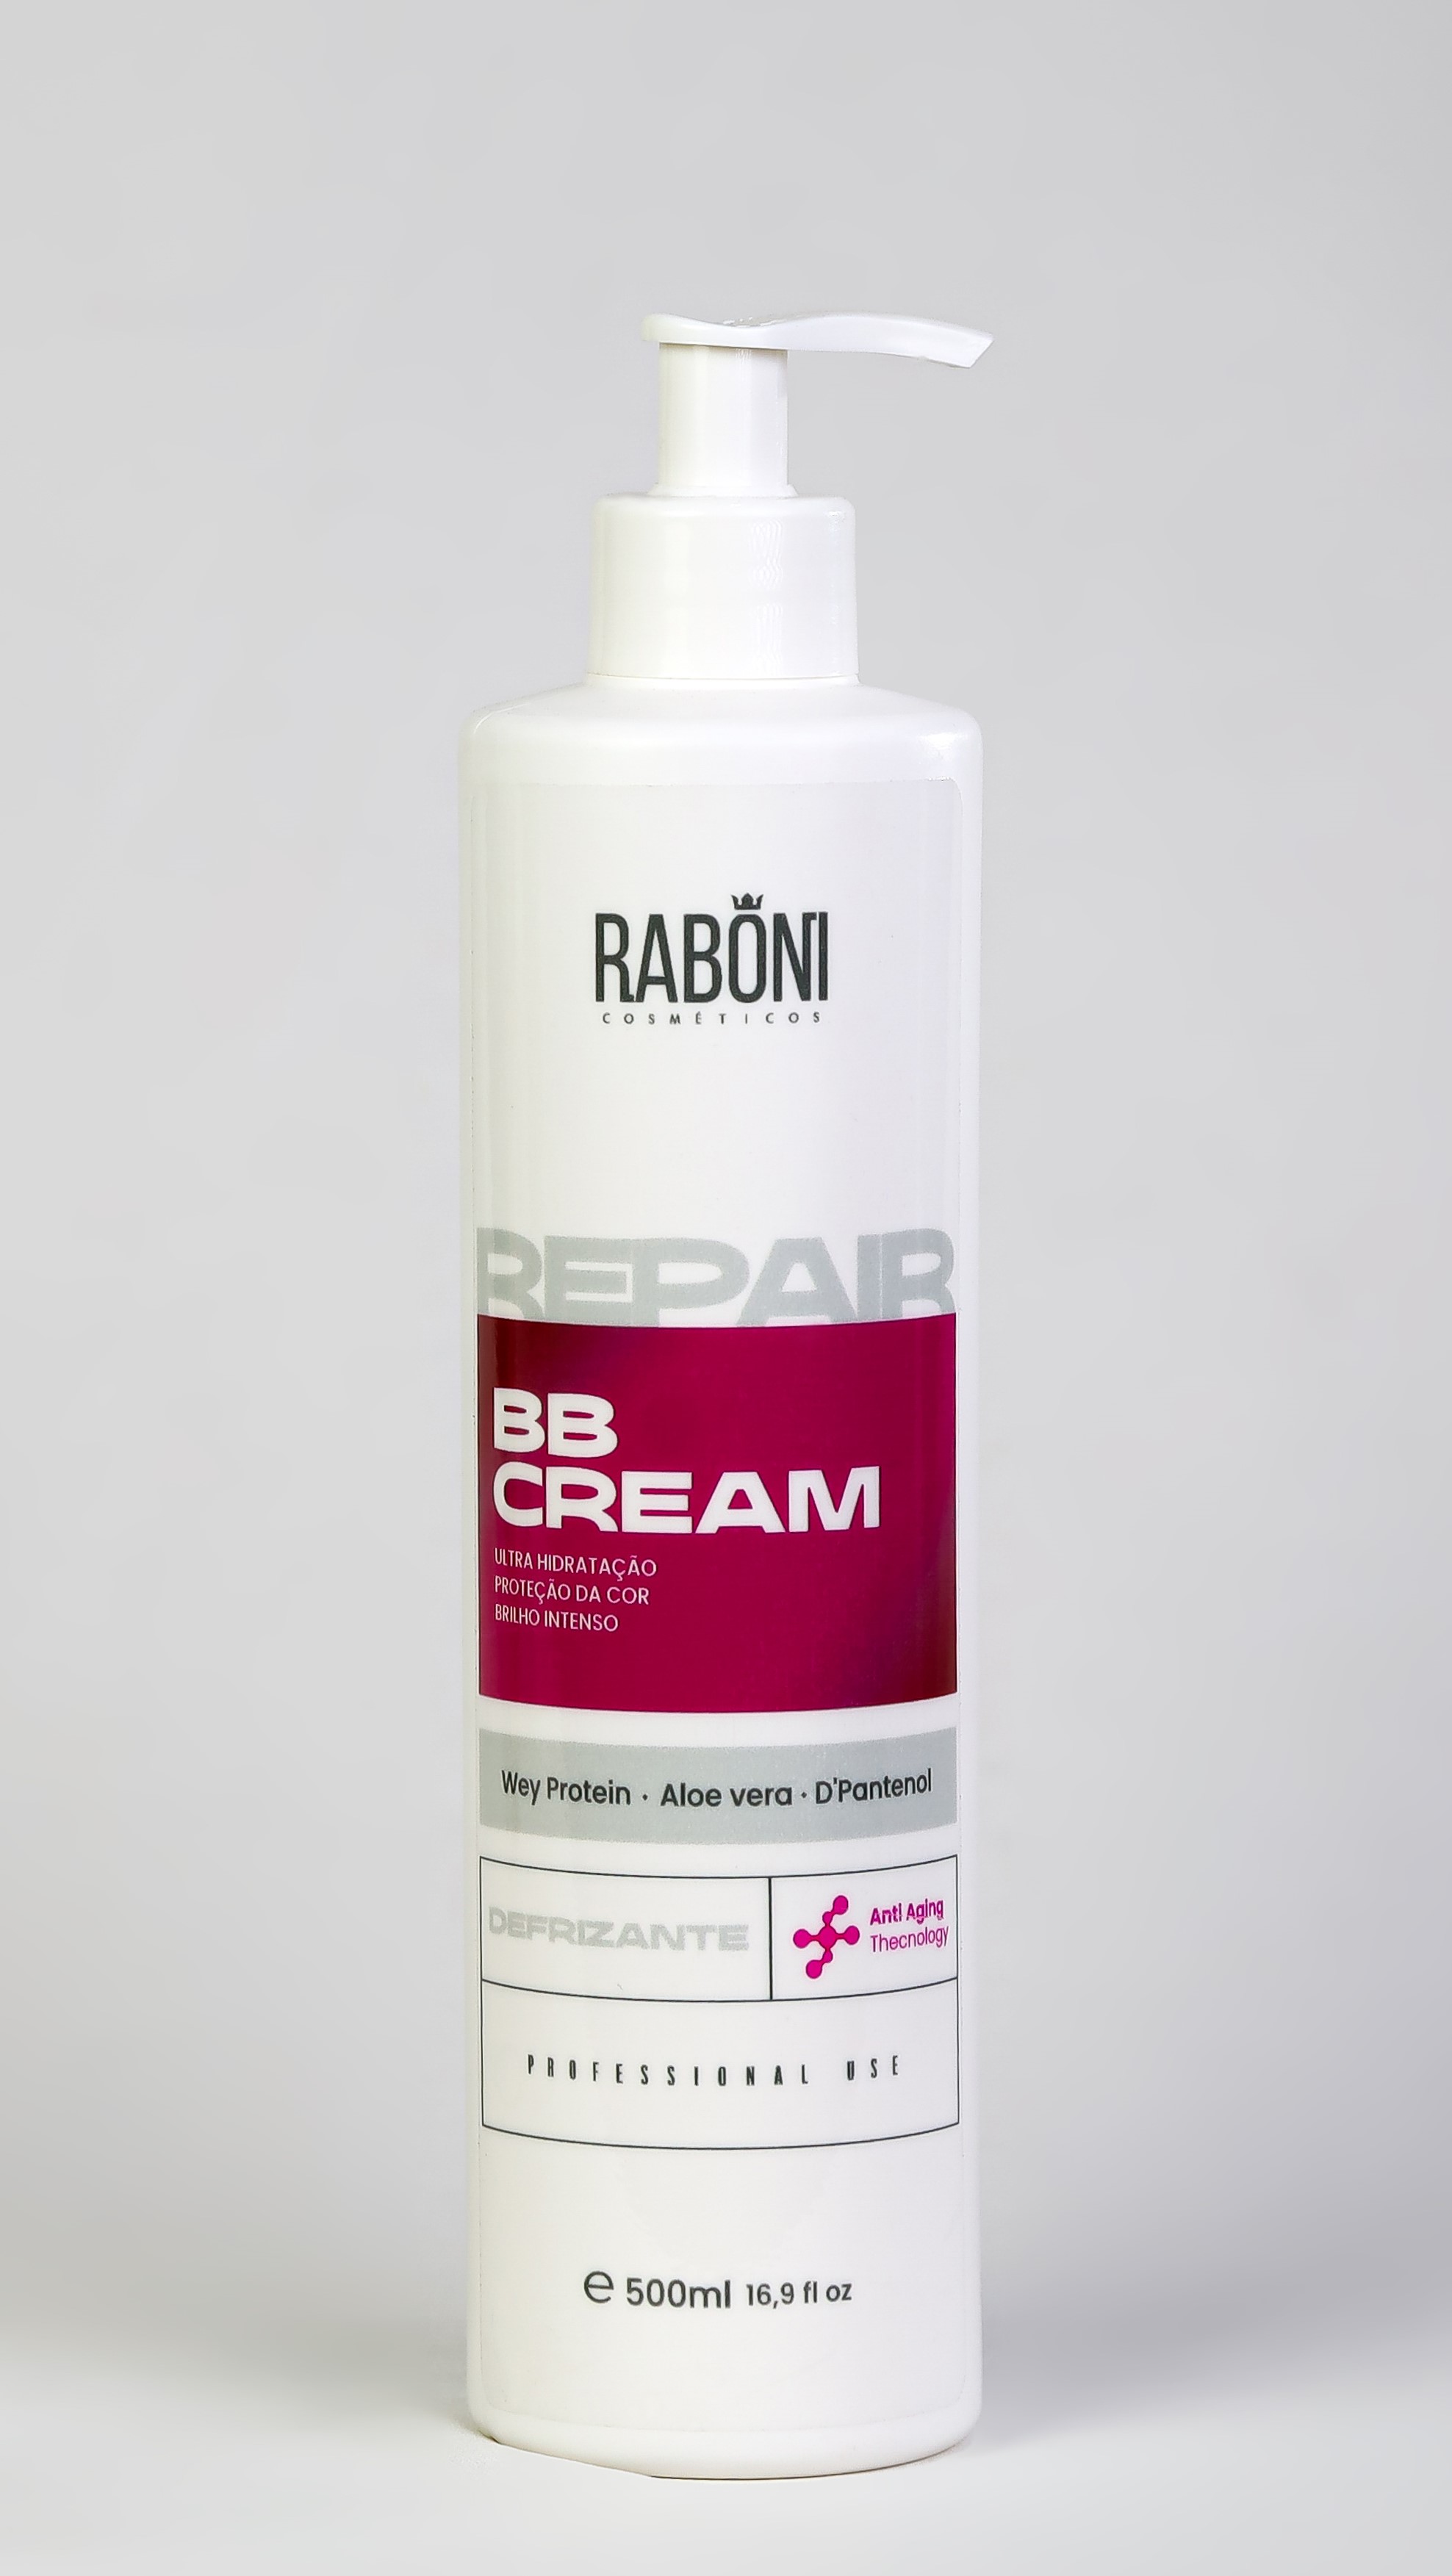 RABONI
COSMÉTICOS
REPAIR
BB
CREAM
ULTRA HIDRATAÇÃO
PROTEÇÃO DA COR
BRILHO INTENSO
Wey Protein · Aloe vera · D'Pantenol
DEFRIZANTE
Anti Aging
Thecnology
PROFESSIONAL USE
℮ 500ml 16,9 fl oz